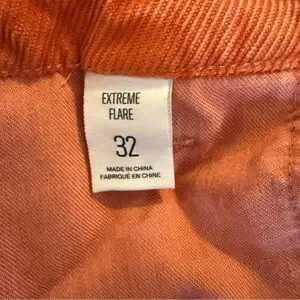 EXTREME
FLARE
32
MADE IN CHINA
FABRIQUÉ EN CHINE